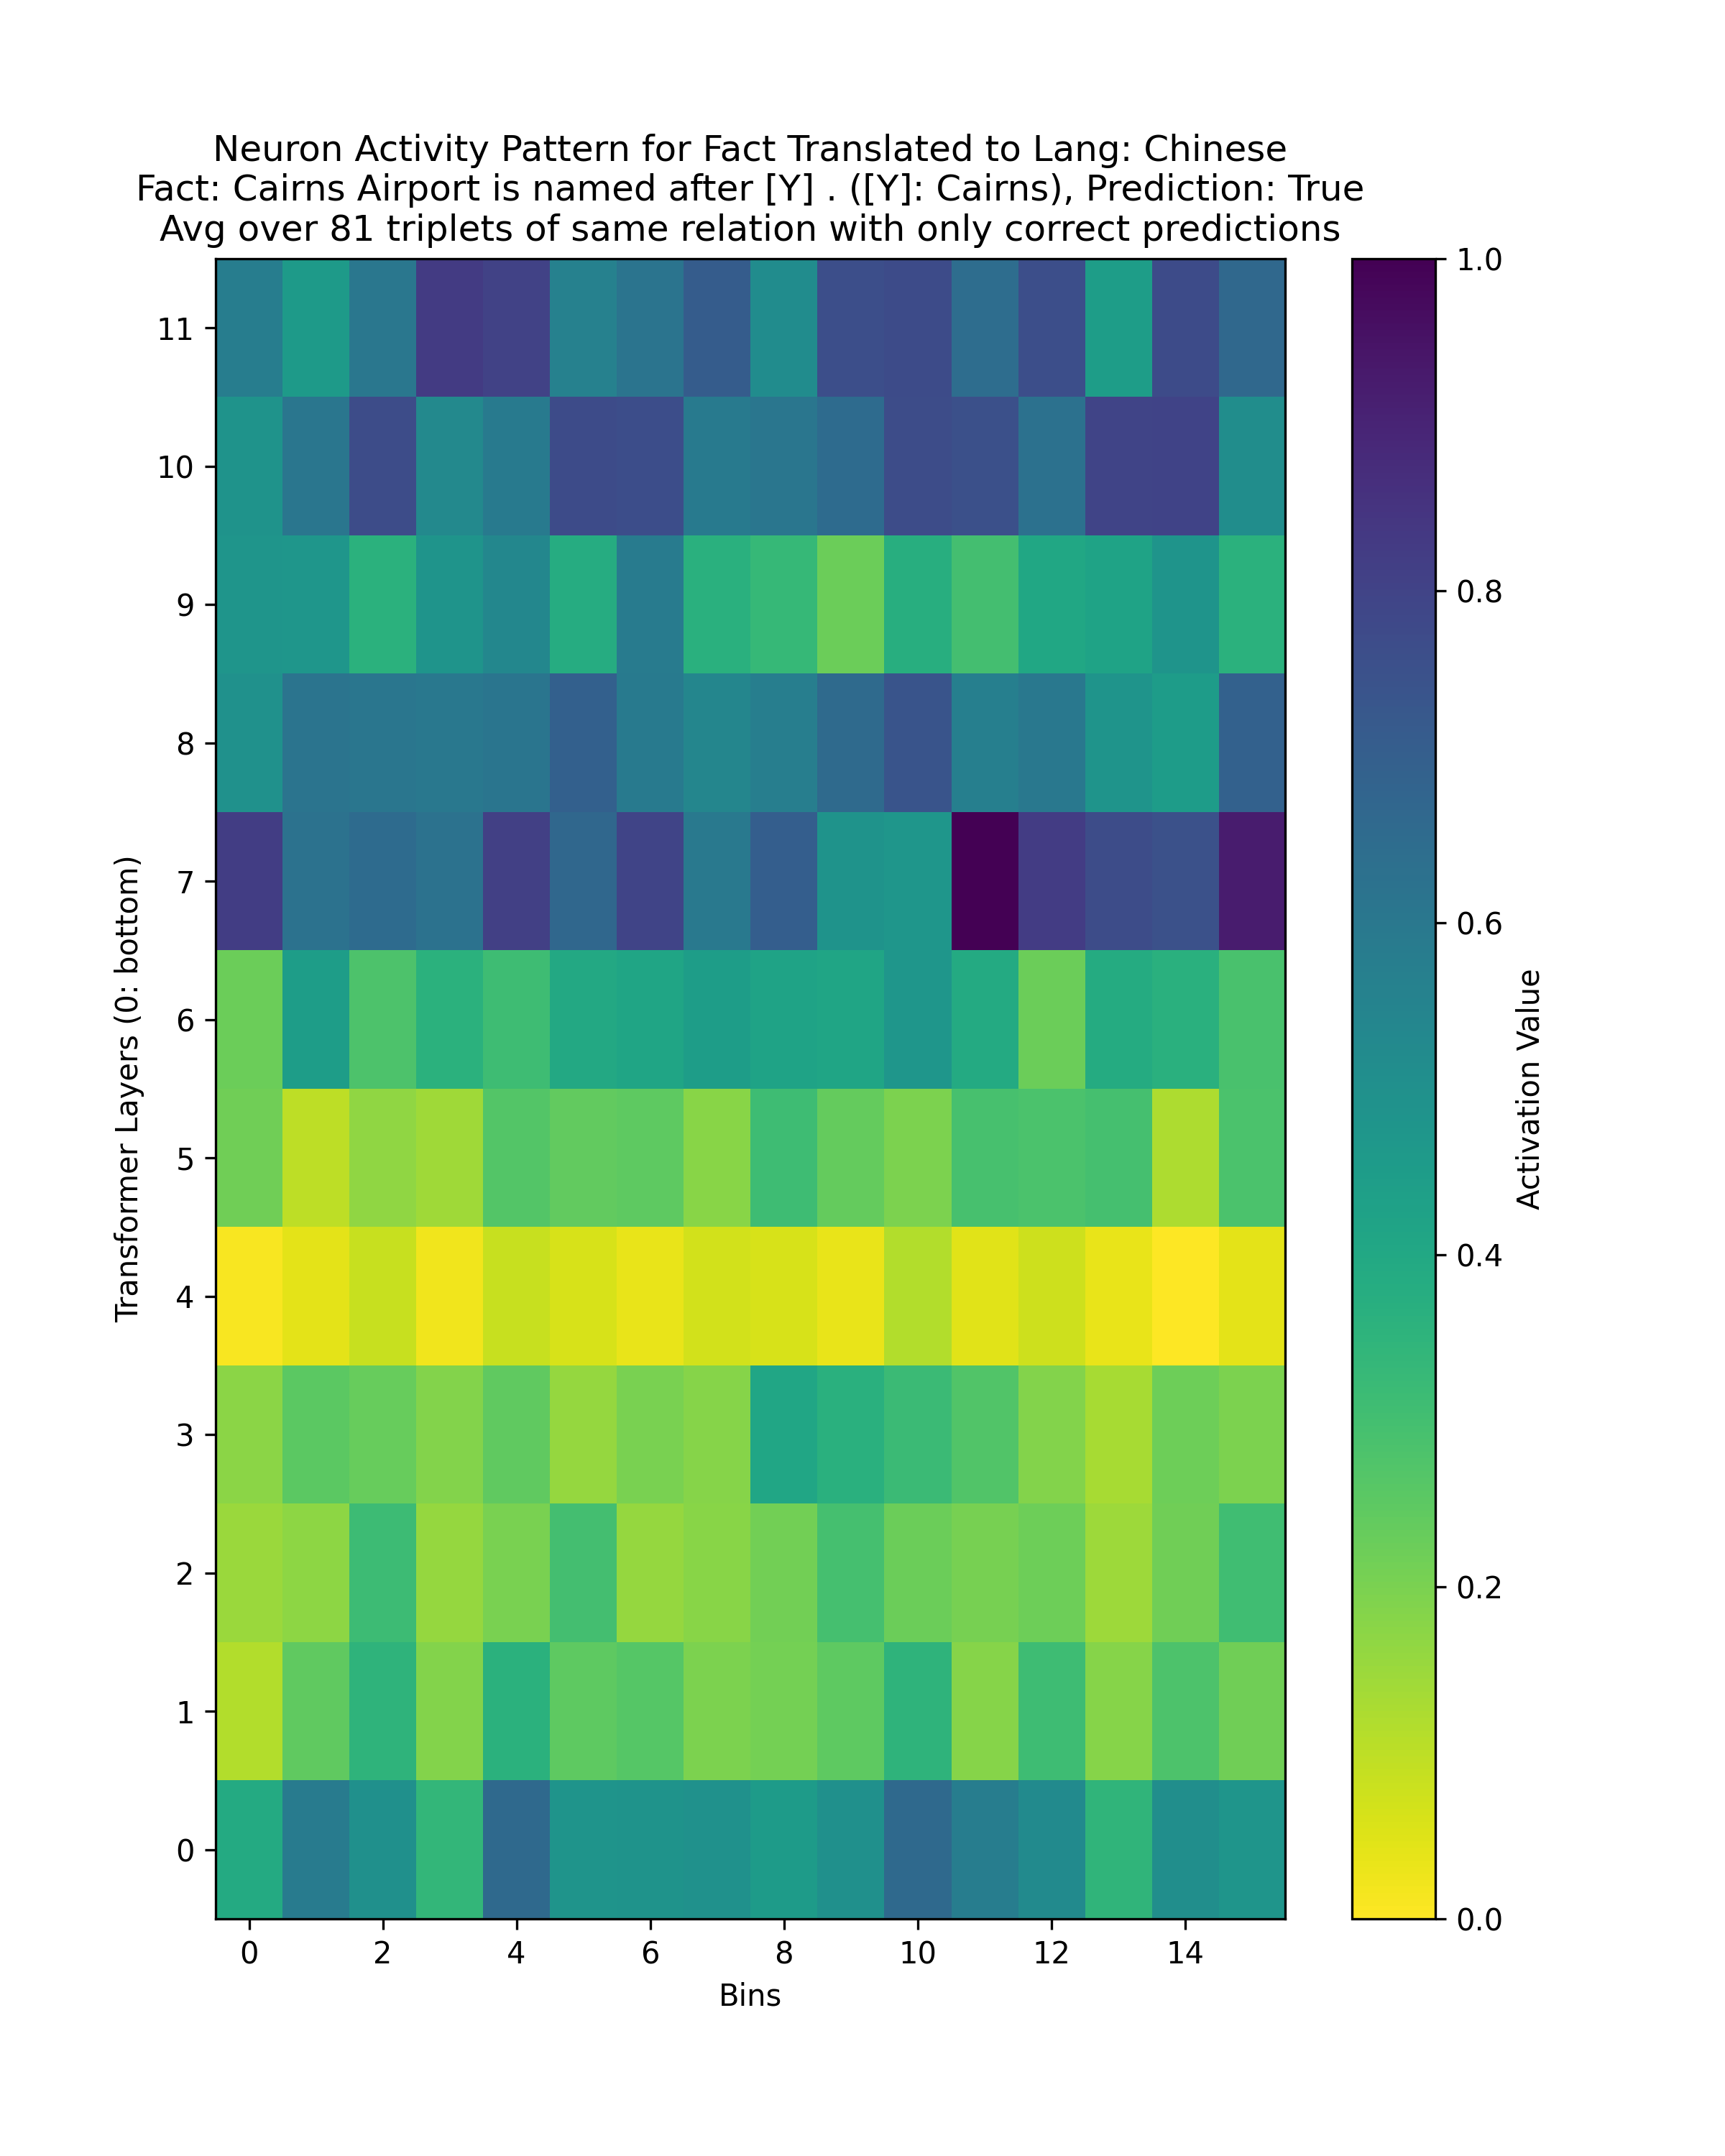 Neuron Activity Pattern for Fact Translated to Lang: Chinese
Fact: Cairns Airport is named after [Y] . ([Y]: Cairns), Prediction: True
Avg over 81 triplets of same relation with only correct predictions
11
10
9
8
7
6
5
4
3
2
1
0
Transformer Layers (0: bottom)
0 2 4 6 8 10 12 14
Bins
1.0
0.8
0.6
0.4
0.2
0.0
Activation Value